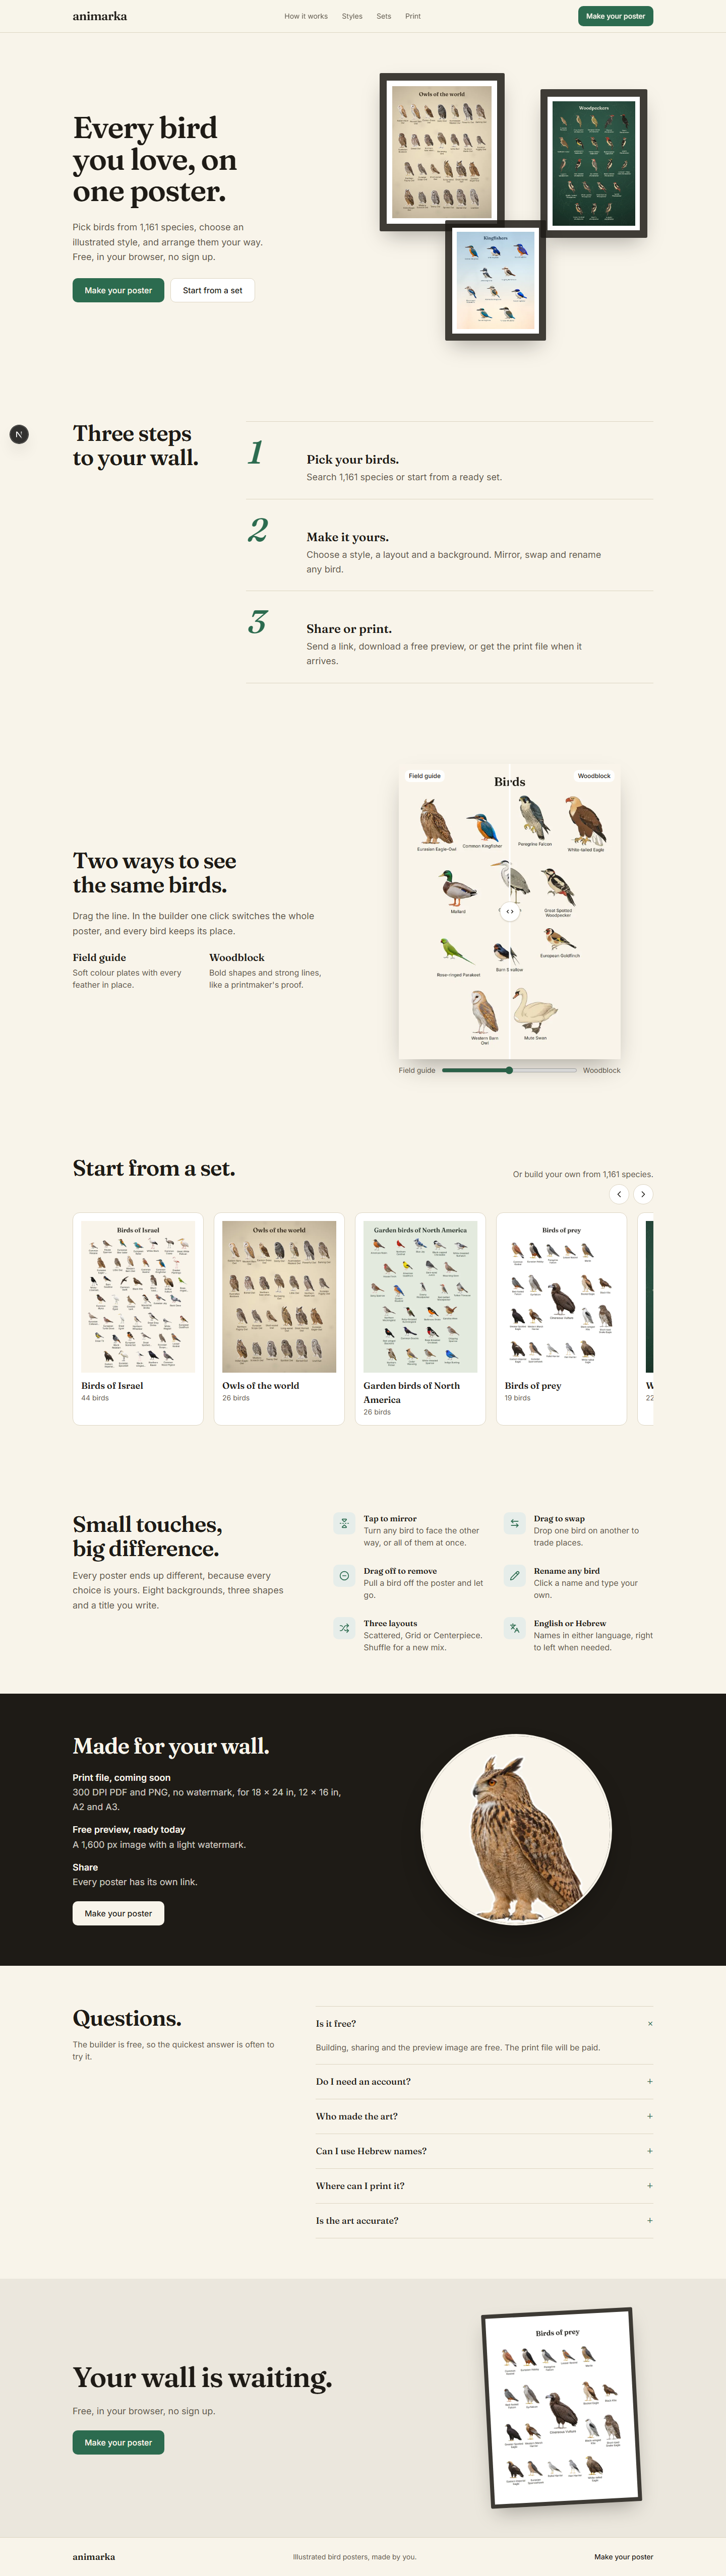 animarka
How it works
Styles
Sets
Print
Make your poster
Every bird
you love, on
one poster.
Pick birds from 1,161 species, choose an
illustrated style, and arrange them your way.
Free, in your browser, no sign up.
Make your poster
Start from a set
Owls of the world
Woodpeckers
Kingfishers
N
Three steps
to your wall.
1
Pick your birds.
Search 1,161 species or start from a ready set.
2
Make it yours.
Choose a style, a layout and a background. Mirror, swap and rename
any bird.
3
Share or print.
Send a link, download a free preview, or get the print file when it
arrives.
Two ways to see
the same birds.
Drag the line. In the builder one click switches the whole
poster, and every bird keeps its place.
Field guide
Soft colour plates with every
feather in place.
Woodblock
Bold shapes and strong lines,
like a printmaker's proof.
Field guide
Woodblock
Birds
Eurasian Eagle-Owl
Common Kingfisher
Peregrine Falcon
White-tailed Eagle
Mallard
Great Spotted
Woodpecker
Rose-ringed Parakeet
Barn Swallow
European Goldfinch
Western Barn
Owl
Mute Swan
Field guide
Woodblock
Start from a set.
Or build your own from 1,161 species.
Birds of Israel
Owls of the world
Garden birds of North America
Birds of prey
Birds of Israel
44 birds
Owls of the world
26 birds
Garden birds of North
America
26 birds
Birds of prey
19 birds
W
22
Small touches,
big difference.
Every poster ends up different, because every
choice is yours. Eight backgrounds, three shapes
and a title you write.
Tap to mirror
Turn any bird to face the other
way, or all of them at once.
Drag to swap
Drop one bird on another to
trade places.
Drag off to remove
Pull a bird off the poster and let
go.
Rename any bird
Click a name and type your
own.
Three layouts
Scattered, Grid or Centerpiece.
Shuffle for a new mix.
English or Hebrew
Names in either language, right
to left when needed.
Made for your wall.
Print file, coming soon
300 DPI PDF and PNG, no watermark, for 18 × 24 in, 12 × 16 in,
A2 and A3.
Free preview, ready today
A 1,600 px image with a light watermark.
Share
Every poster has its own link.
Make your poster
Questions.
The builder is free, so the quickest answer is often to
try it.
Is it free?
Building, sharing and the preview image are free. The print file will be paid.
Do I need an account?
Who made the art?
Can I use Hebrew names?
Where can I print it?
Is the art accurate?
Your wall is waiting.
Free, in your browser, no sign up.
Make your poster
Birds of prey
animarka
Illustrated bird posters, made by you.
Make your poster